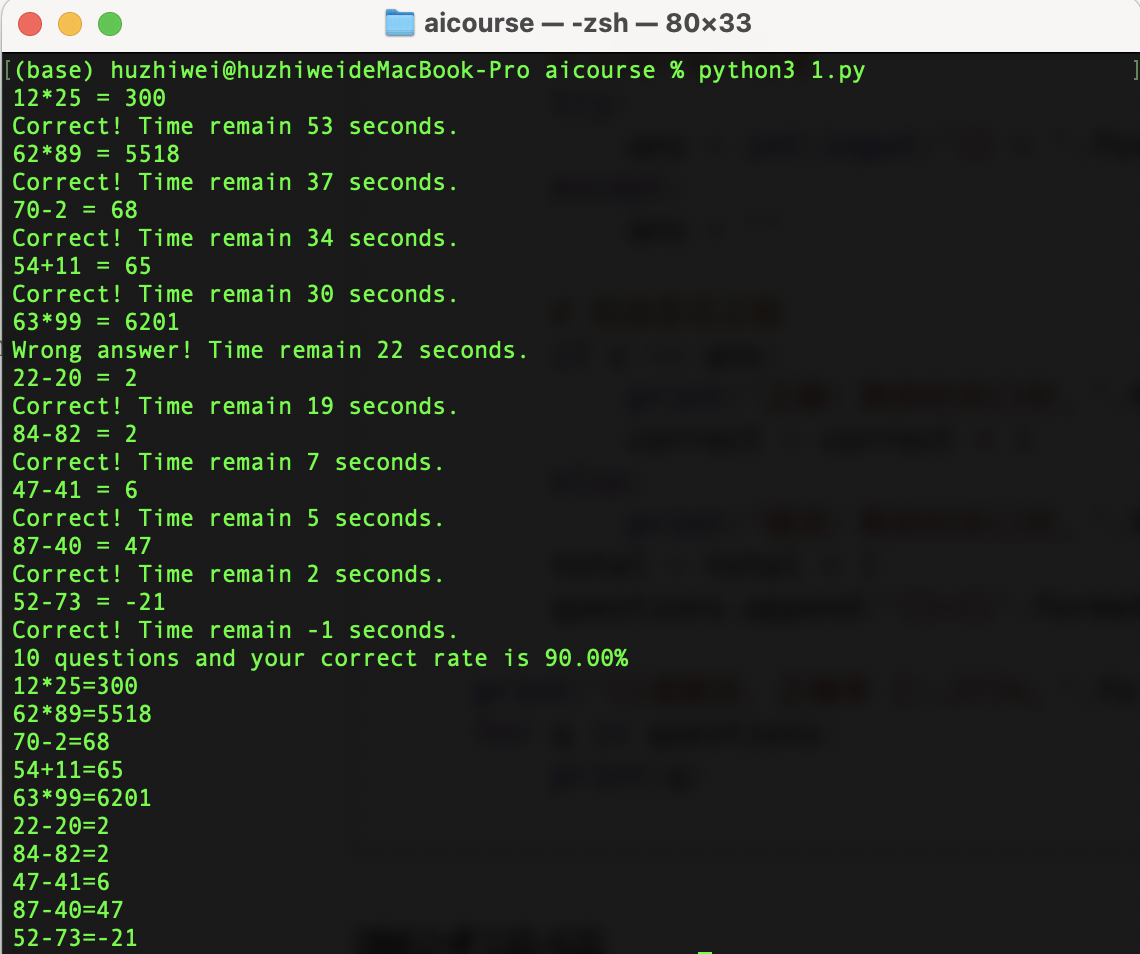 aicourse — -zsh — 80×33
[(base) huzhiwei@huzhiweideMacBook-Pro aicourse % python3 1.py ]
12*25 = 300
Correct! Time remain 53 seconds.
62*89 = 5518
Correct! Time remain 37 seconds.
70-2 = 68
Correct! Time remain 34 seconds.
54+11 = 65
Correct! Time remain 30 seconds.
63*99 = 6201
Wrong answer! Time remain 22 seconds.
22-20 = 2
Correct! Time remain 19 seconds.
84-82 = 2
Correct! Time remain 7 seconds.
47-41 = 6
Correct! Time remain 5 seconds.
87-40 = 47
Correct! Time remain 2 seconds.
52-73 = -21
Correct! Time remain -1 seconds.
10 questions and your correct rate is 90.00%
12*25=300
62*89=5518
70-2=68
54+11=65
63*99=6201
22-20=2
84-82=2
47-41=6
87-40=47
52-73=-21